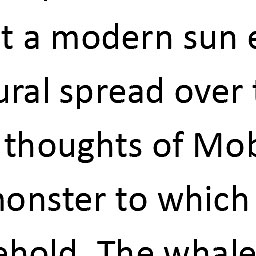 t a modern sun
ural spread over
thoughts of Mob
monster to which
ehold. The whale